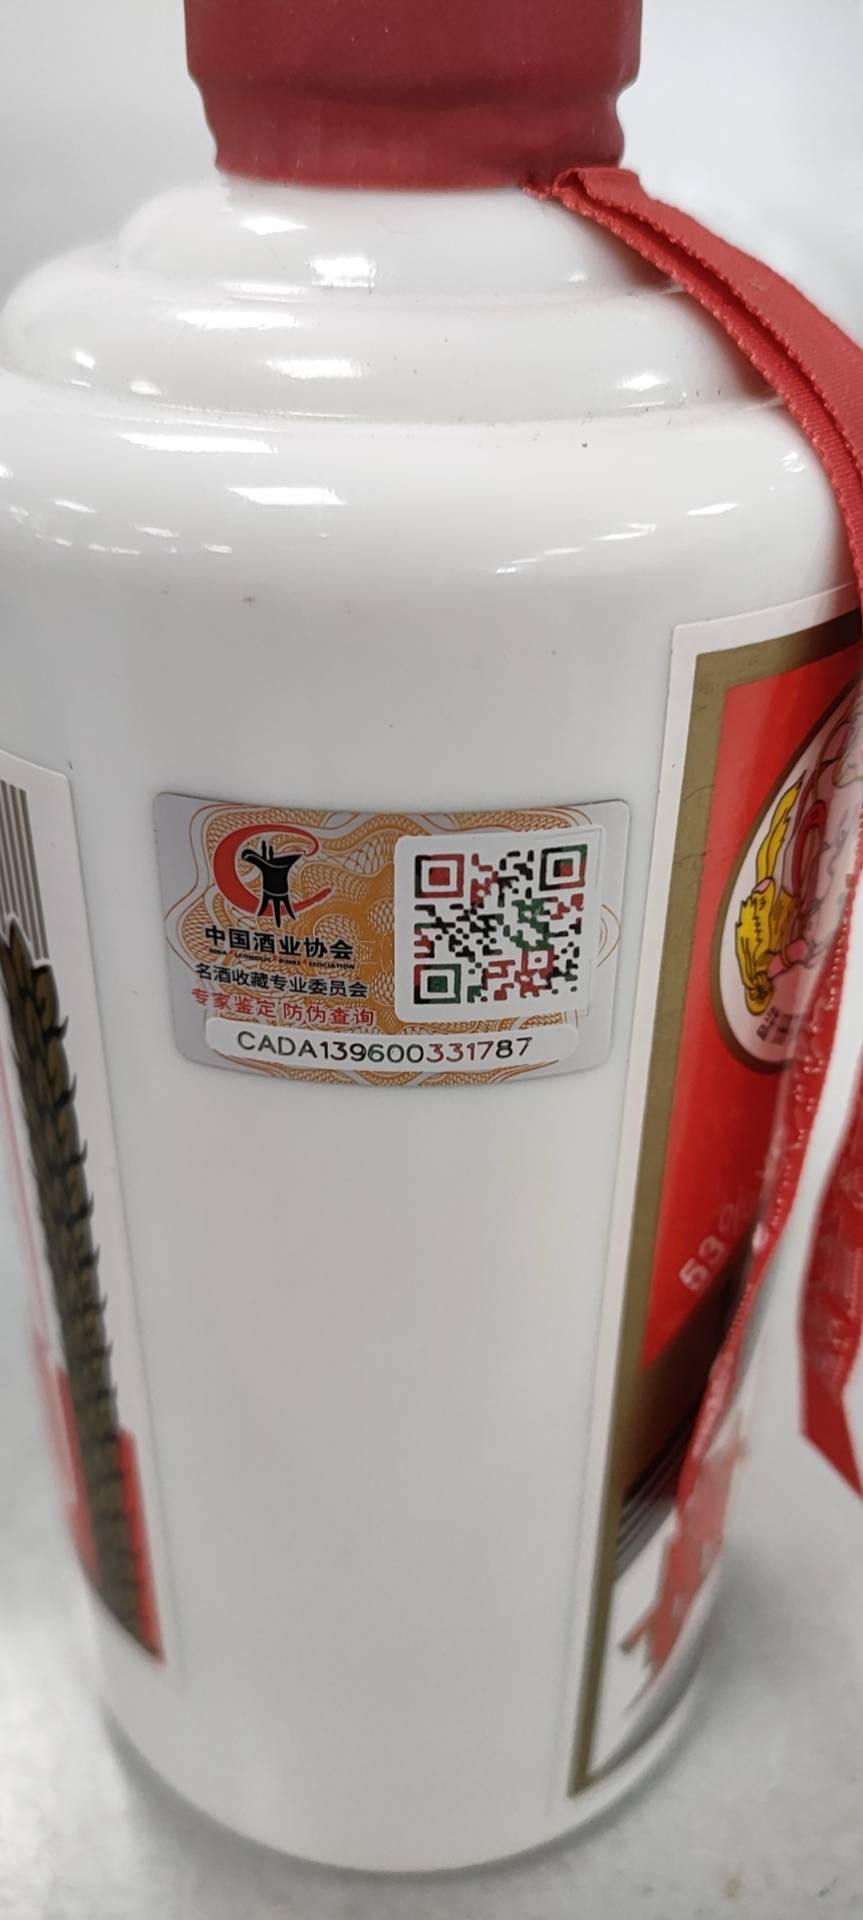 中国酒业协会
名酒收藏专业委员会
专家鉴定 防伪查询
CADA139600331787
53%